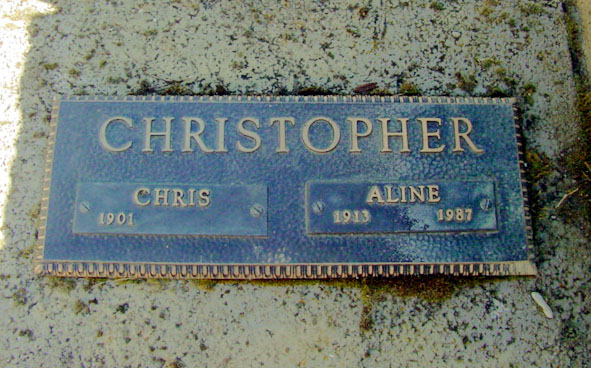 CHRISTOPHER
CHRIS
1901
ALINE
1913 1987